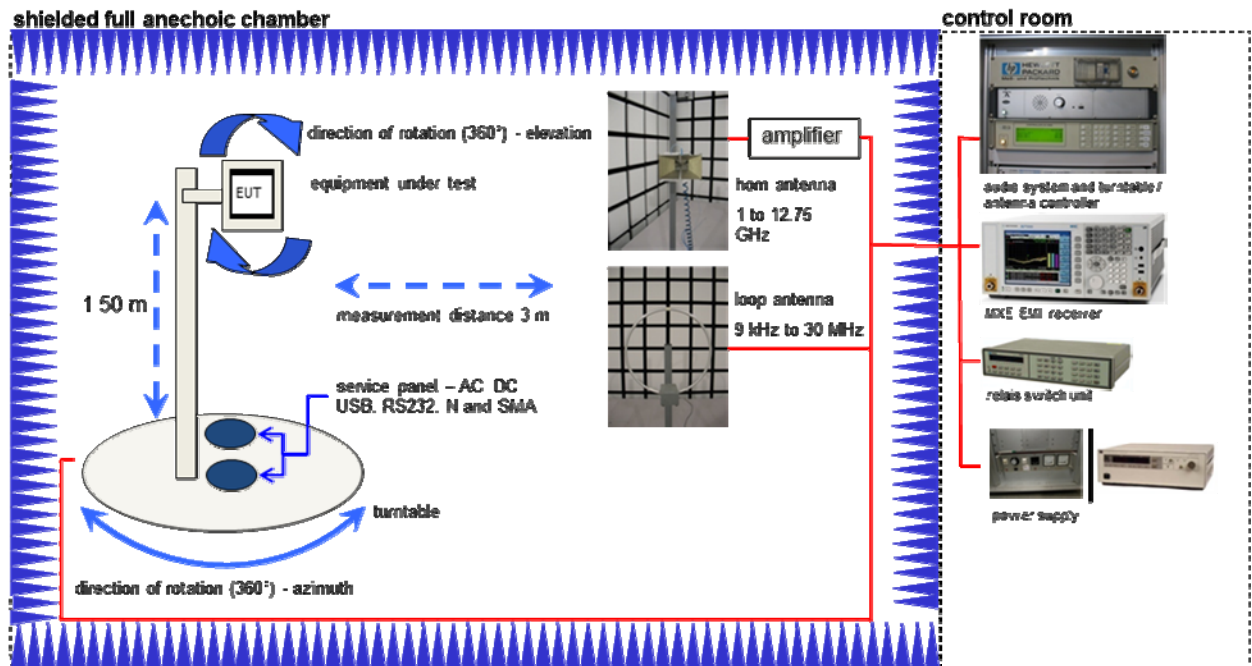 shielded full anechoic chamber
control room
direction of rotation (360°) - elevation
EUT
equipment under test
1 50 m
measurement distance 3 m
service panel – AC DC
USB. RS232. N and SMA
turntable
direction of rotation (360°) - azimuth
amplifier
horn antenna
1 to 12.75
GHz
loop antenna
9 kHz to 30 MHz
HEWLETT
PACKARD
audio system and turntable /
antenna controller
MXE EMI receiver
relais switch unit
power supply